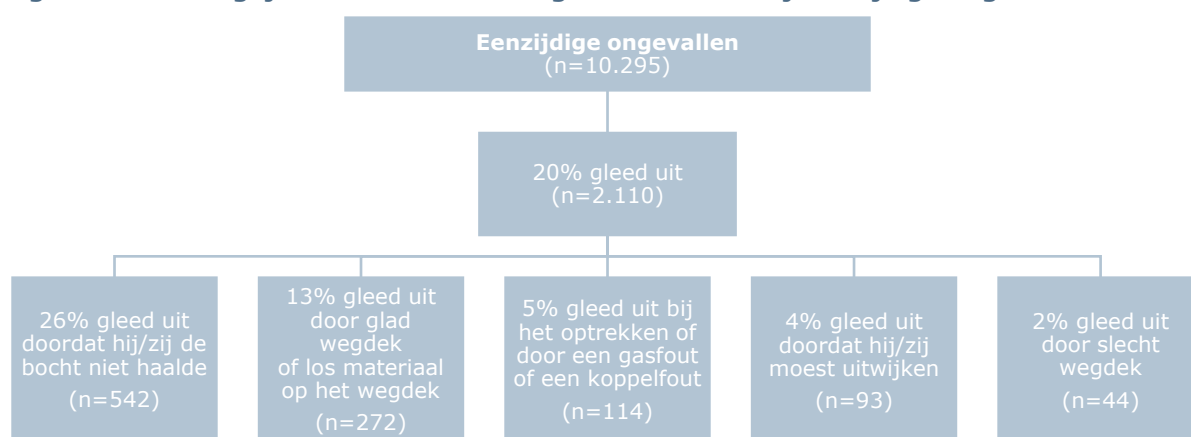 Eenzijdige ongevallen
(n=10.295)
20% gleed uit
(n=2.110)
26% gleed uit
doordat hij/zij de
bocht niet haalde
(n=542)
13% gleed uit
door glad
wegdek
of los materiaal
op het wegdek
(n=272)
5% gleed uit bij
het optrekken of
door een gasfout
of een koppelfout
(n=114)
4% gleed uit
doordat hij/zij
moest uitwijken
(n=93)
2% gleed uit
door slecht
wegdek
(n=44)